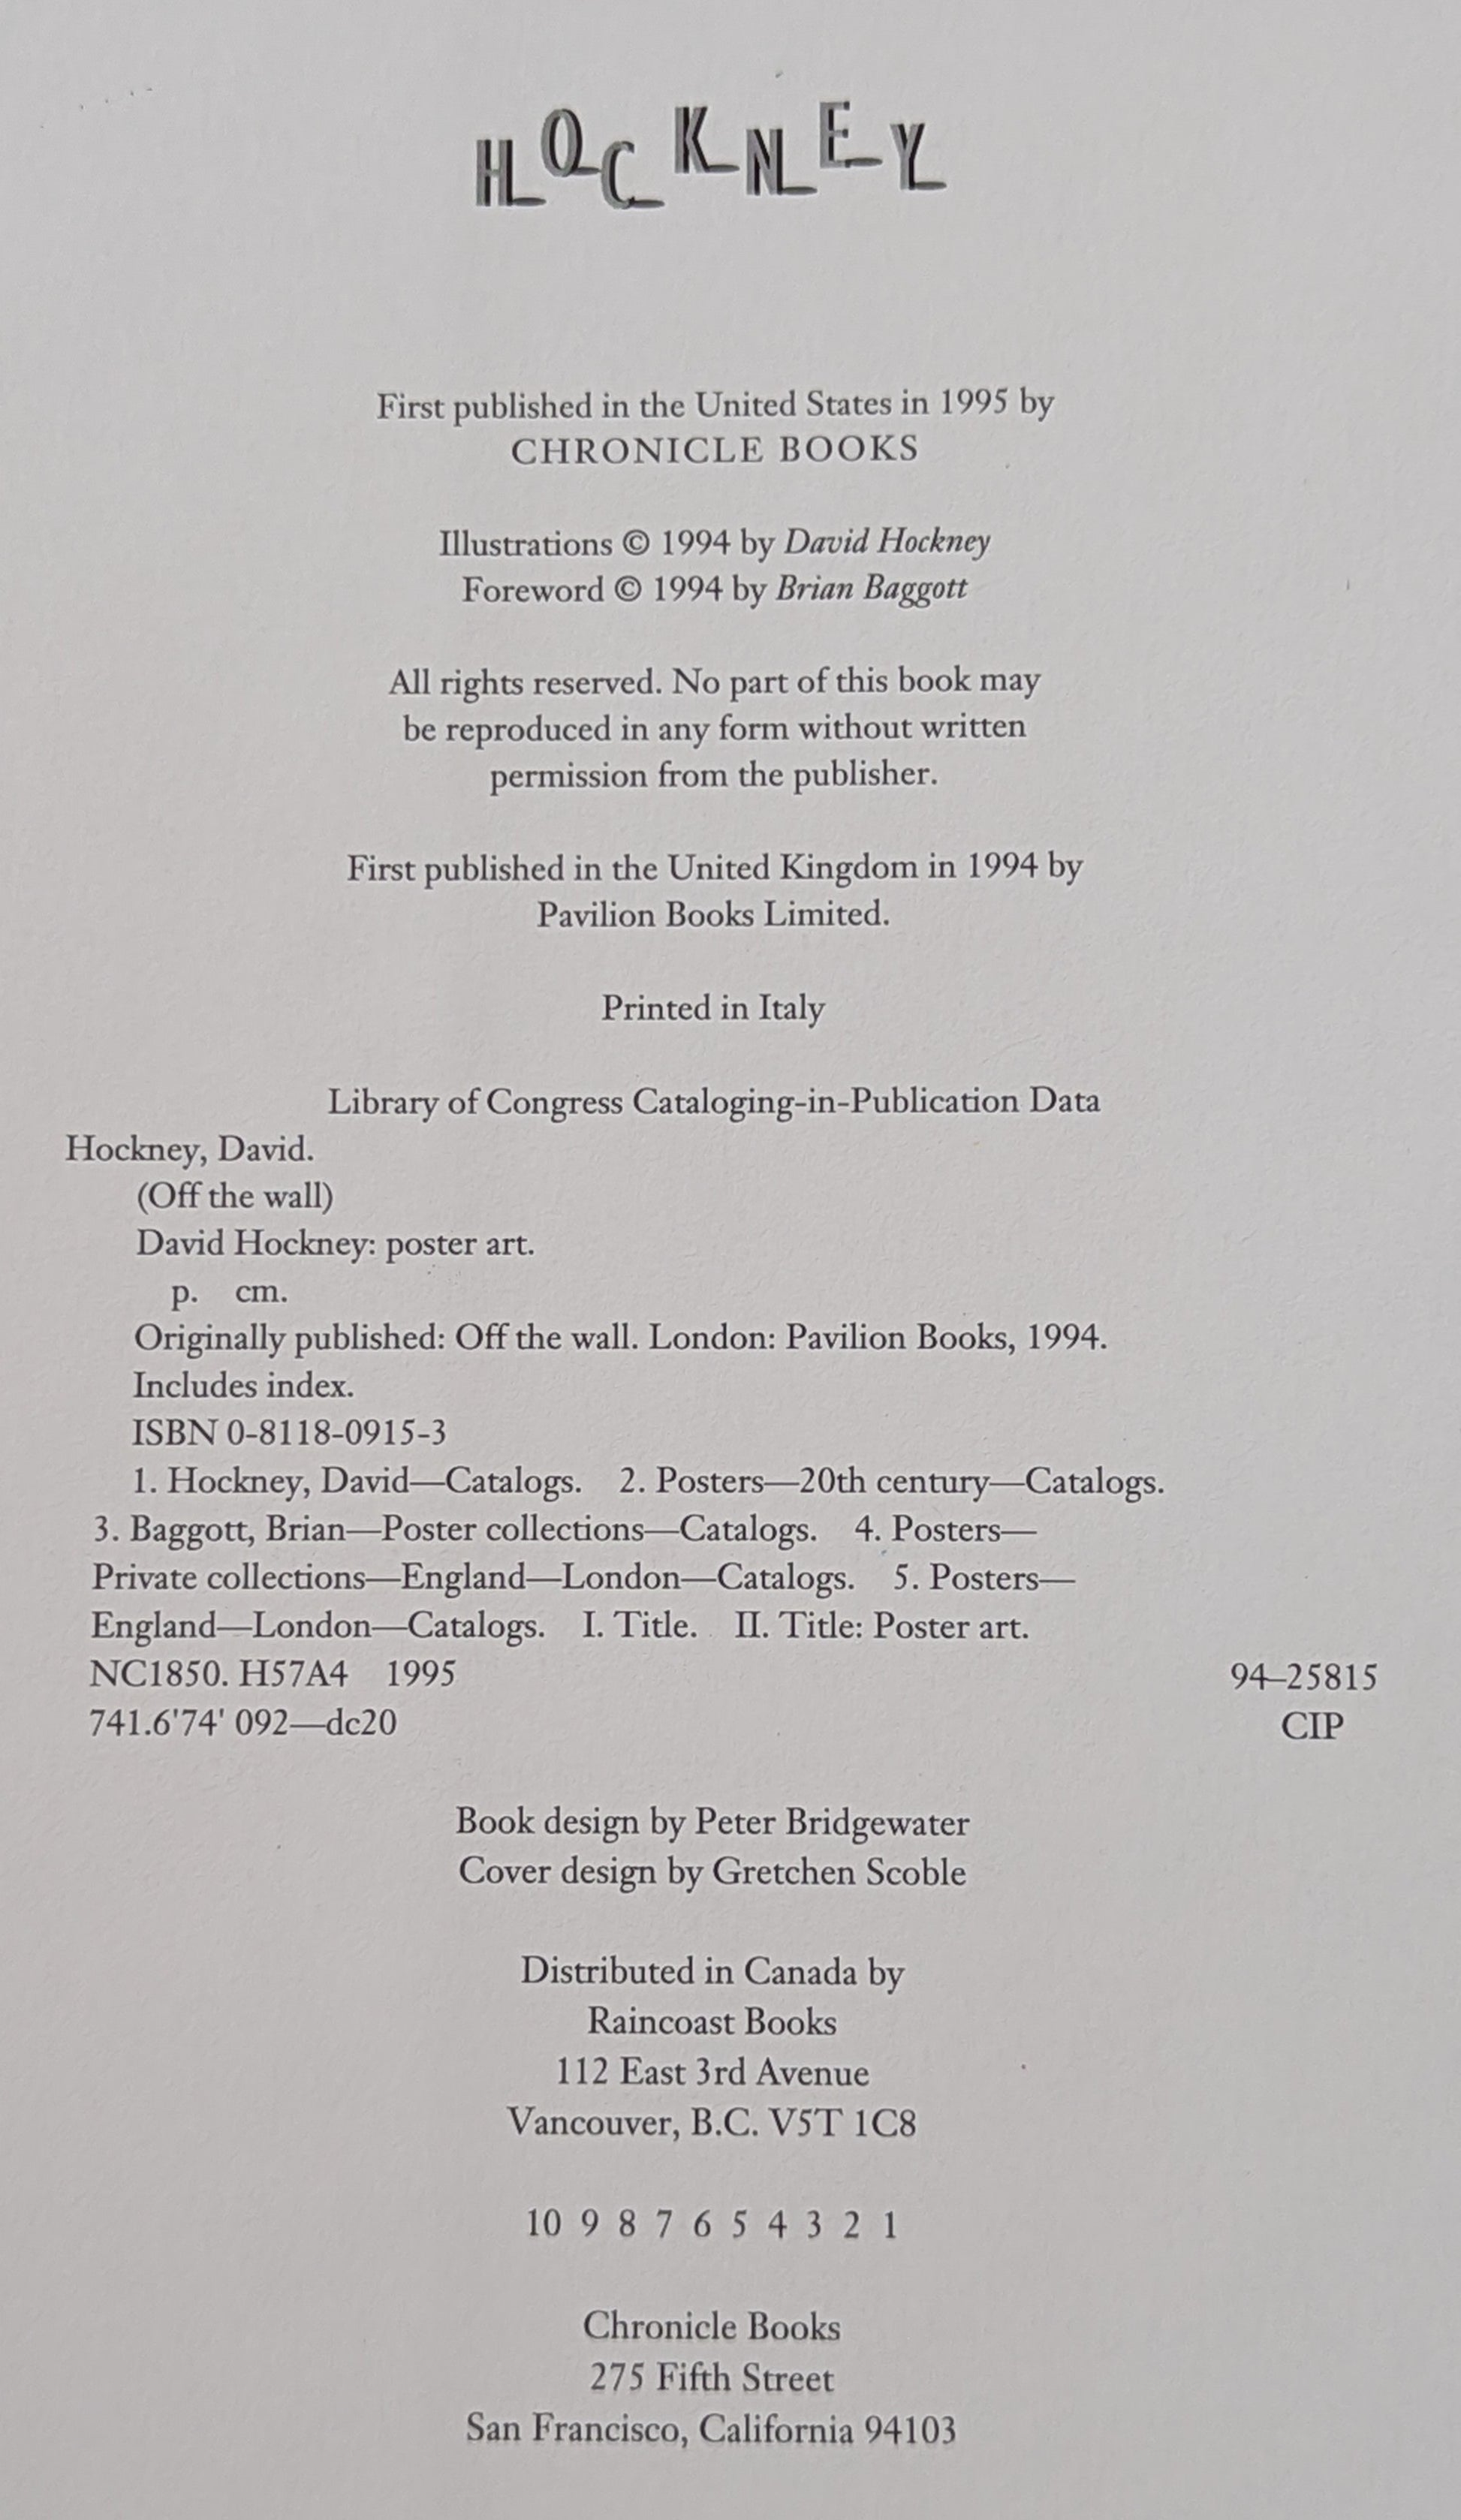 HOCKNEY
First published in the United States in 1995 by
CHRONICLE BOOKS
Illustrations © 1994 by David Hockney
Foreword © 1994 by Brian Baggott
All rights reserved. No part of this book may
be reproduced in any form without written
permission from the publisher.
First published in the United Kingdom in 1994 by
Pavilion Books Limited.
Printed in Italy
Library of Congress Cataloging-in-Publication Data
Hockney, David.
(Off the wall)
David Hockney: poster art.
p. cm.
Originally published: Off the wall. London: Pavilion Books, 1994.
Includes index.
ISBN 0-8118-0915-3
1. Hockney, David—Catalogs. 2. Posters—20th century—Catalogs.
3. Baggott, Brian—Poster collections—Catalogs. 4. Posters—
Private collections—England—London—Catalogs. 5. Posters—
England—London—Catalogs. I. Title. II. Title: Poster art.
NC1850. H57A4 1995 94–25815
741.6'74' 092—dc20 CIP
Book design by Peter Bridgewater
Cover design by Gretchen Scoble
Distributed in Canada by
Raincoast Books
112 East 3rd Avenue
Vancouver, B.C. V5T 1C8
10 9 8 7 6 5 4 3 2 1
Chronicle Books
275 Fifth Street
San Francisco, California 94103